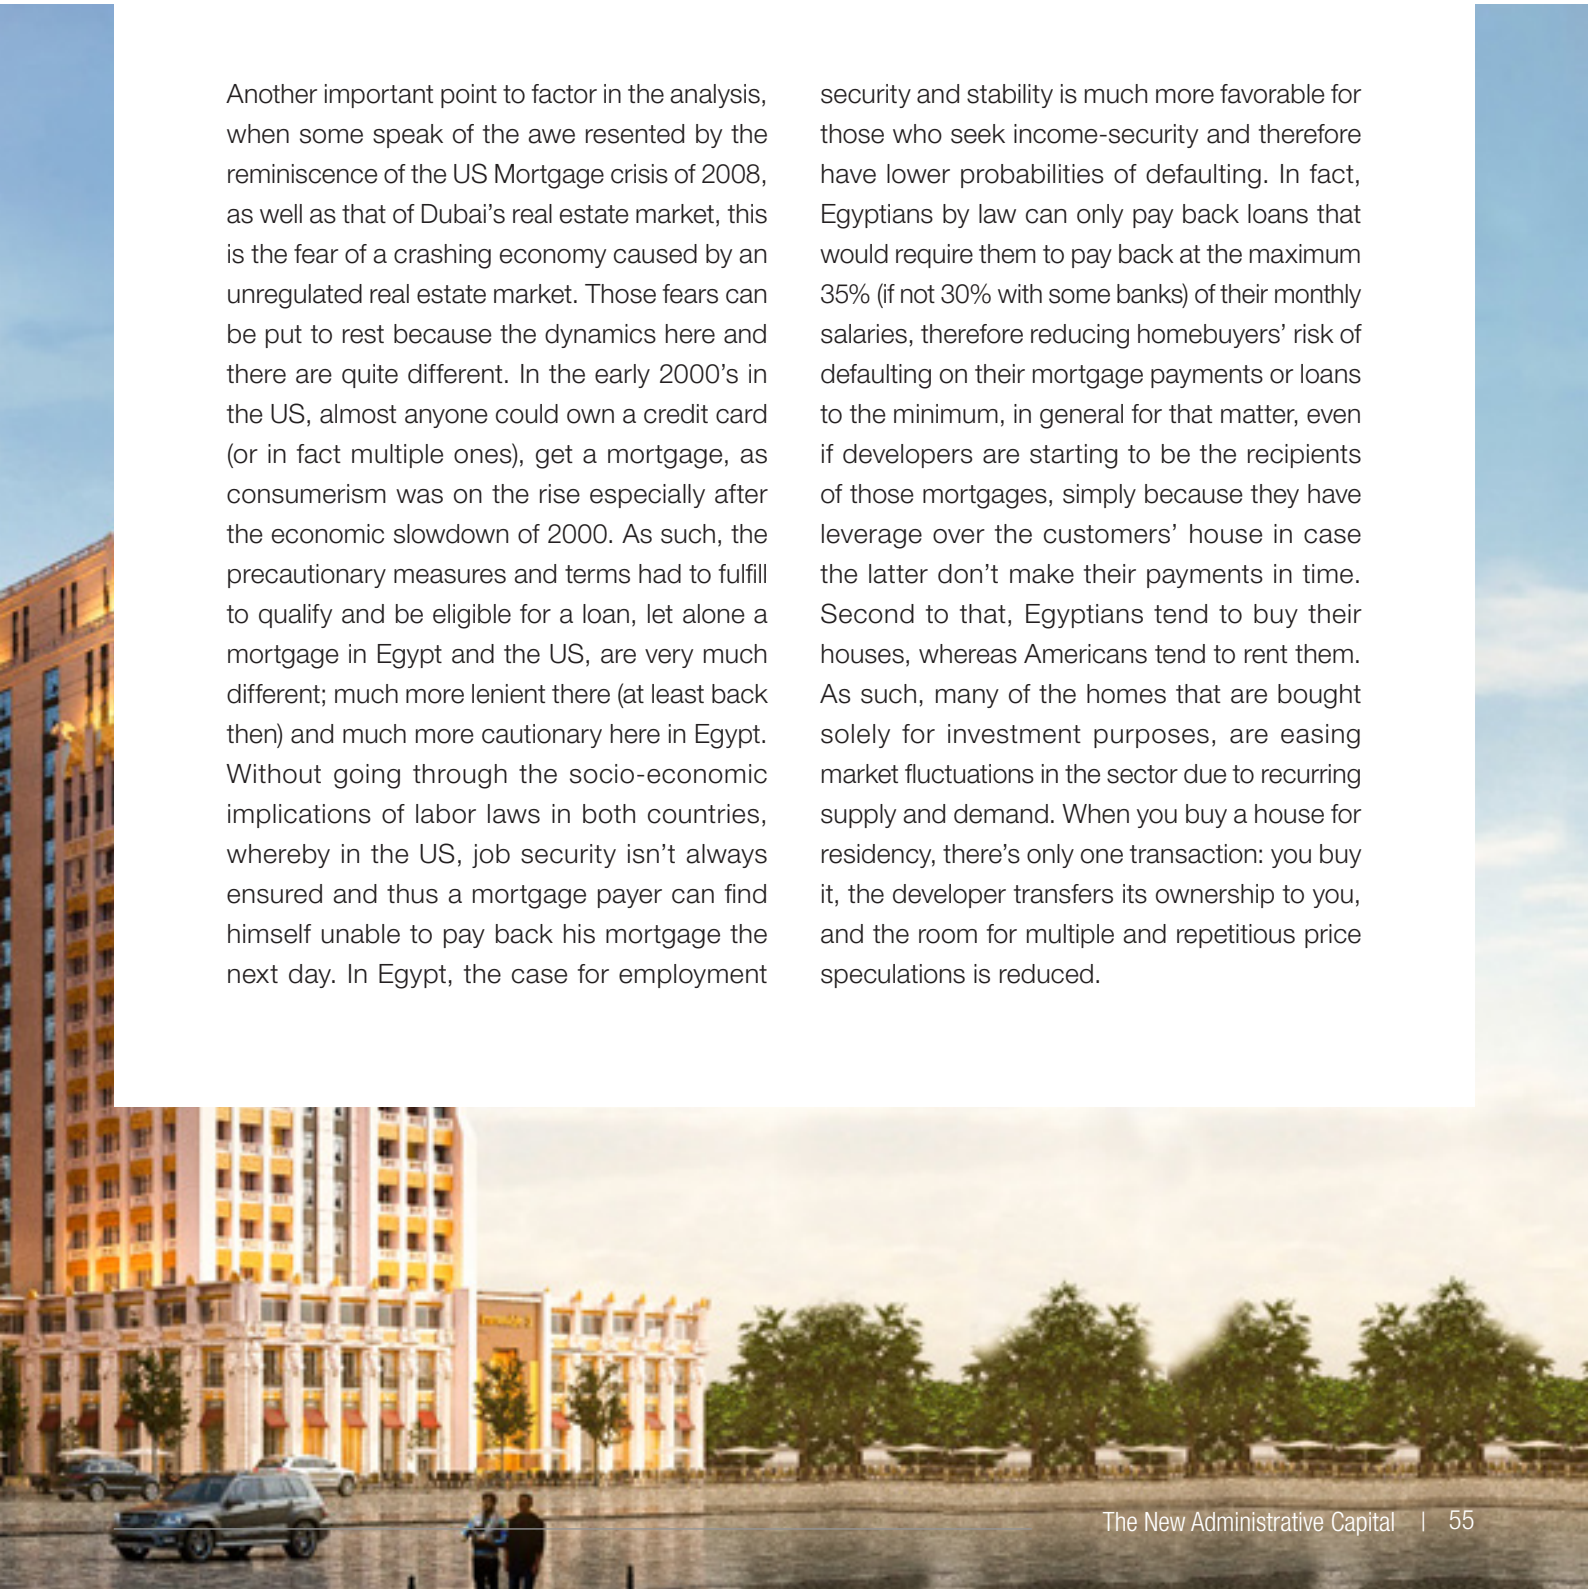 Another important point to factor in the analysis,
when some speak of the awe resented by the
reminiscence of the US Mortgage crisis of 2008,
as well as that of Dubai’s real estate market, this
is the fear of a crashing economy caused by an
unregulated real estate market. Those fears can
be put to rest because the dynamics here and
there are quite different. In the early 2000’s in
the US, almost anyone could own a credit card
(or in fact multiple ones), get a mortgage, as
consumerism was on the rise especially after
the economic slowdown of 2000. As such, the
precautionary measures and terms had to fulfill
to qualify and be eligible for a loan, let alone a
mortgage in Egypt and the US, are very much
different; much more lenient there (at least back
then) and much more cautionary here in Egypt.
Without going through the socio-economic
implications of labor laws in both countries,
whereby in the US, job security isn’t always
ensured and thus a mortgage payer can find
himself unable to pay back his mortgage the
next day. In Egypt, the case for employment
security and stability is much more favorable for
those who seek income-security and therefore
have lower probabilities of defaulting. In fact,
Egyptians by law can only pay back loans that
would require them to pay back at the maximum
35% (if not 30% with some banks) of their monthly
salaries, therefore reducing homebuyers’ risk of
defaulting on their mortgage payments or loans
to the minimum, in general for that matter, even
if developers are starting to be the recipients
of those mortgages, simply because they have
leverage over the customers’ house in case
the latter don’t make their payments in time.
Second to that, Egyptians tend to buy their
houses, whereas Americans tend to rent them.
As such, many of the homes that are bought
solely for investment purposes, are easing
market fluctuations in the sector due to recurring
supply and demand. When you buy a house for
residency, there’s only one transaction: you buy
it, the developer transfers its ownership to you,
and the room for multiple and repetitious price
speculations is reduced.
The New Administrative Capital | 55